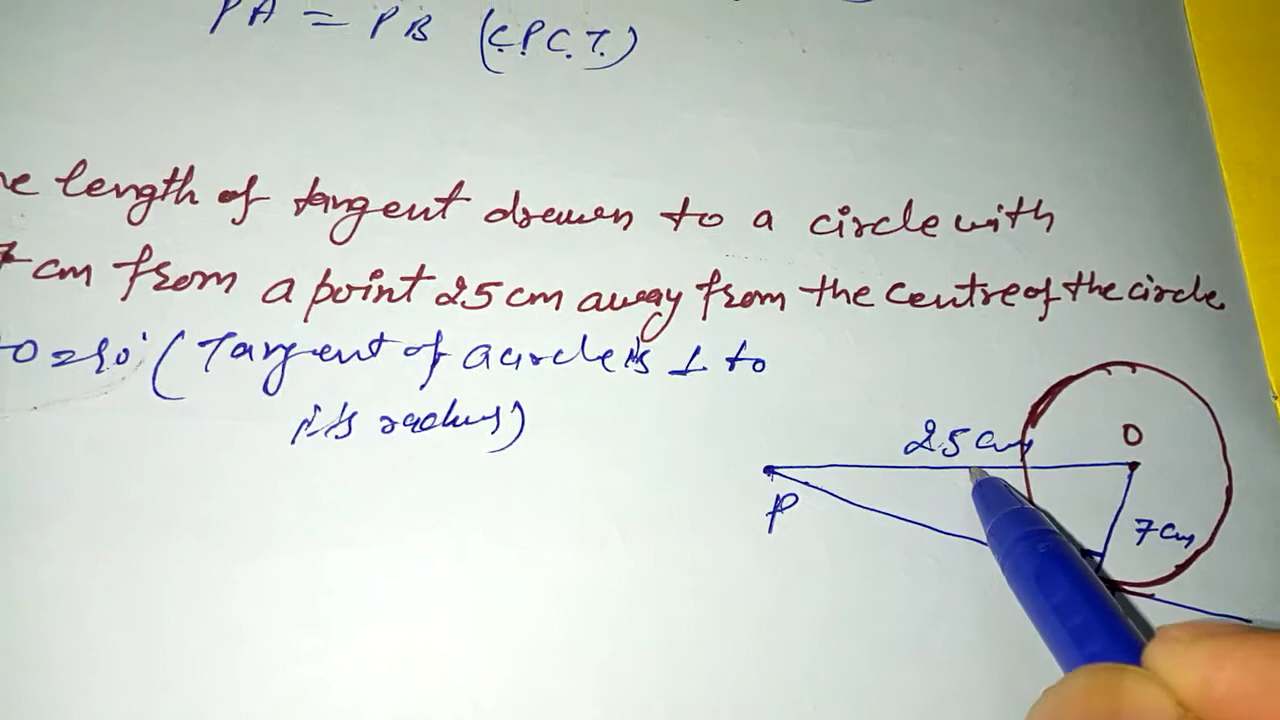 PA = PB (C.P.C.T.)
e length of tangent drawn to a circle with
7 cm from a point 25 cm away from the centre of the circle
O = 90° (Tangent of a circle is ⊥ to
its radius)
25 cm
O
P
7 cm